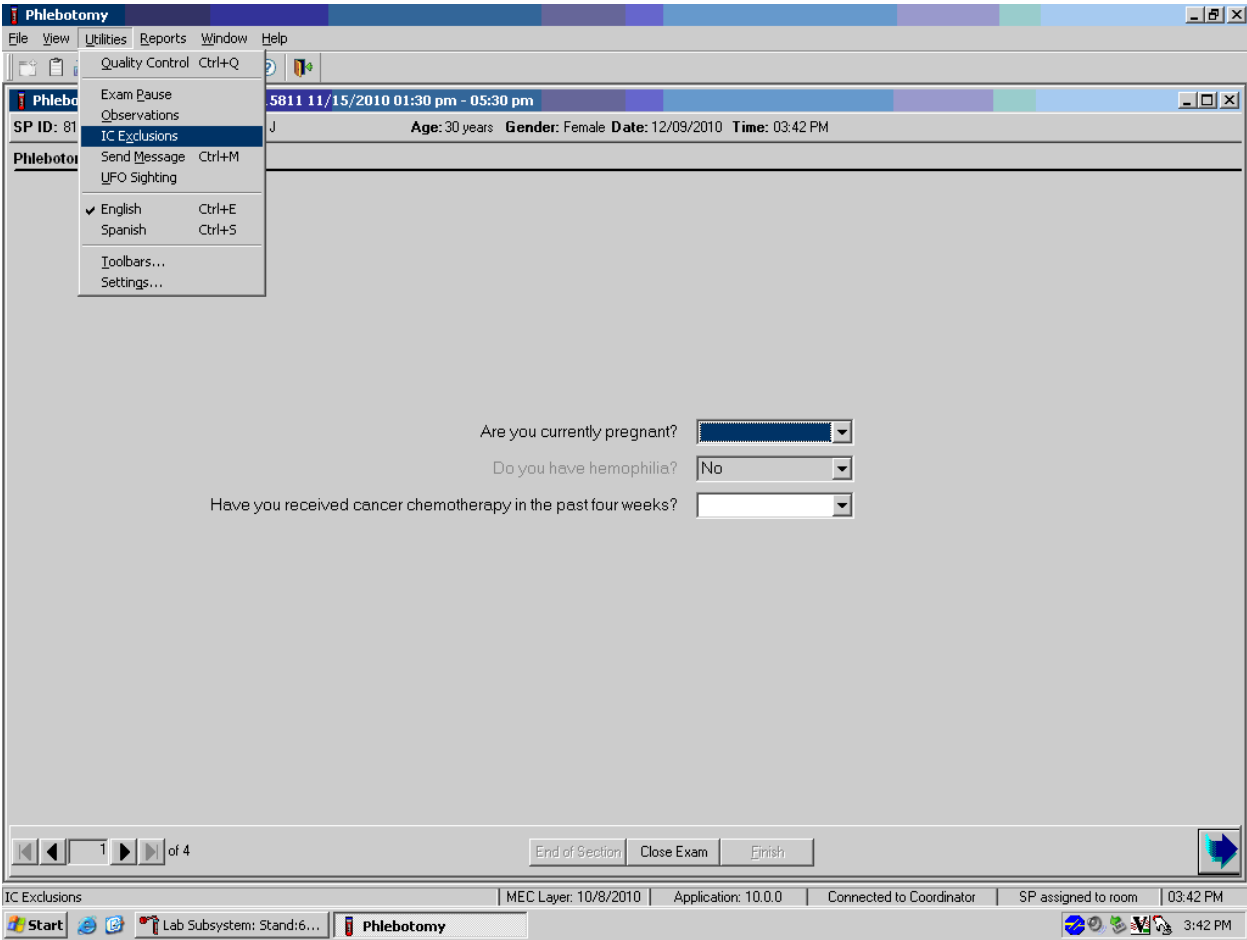 Phlebotomy
File View Utilities Reports Window Help
Quality Control Ctrl+Q
Exam Pause
Observations
IC Exclusions
Send Message Ctrl+M
UFO Sighting
English Ctrl+E
Spanish Ctrl+S
Toolbars...
Settings...
5811 11/15/2010 01:30 pm - 05:30 pm
SP ID: 81 J Age: 30 years Gender: Female Date: 12/09/2010 Time: 03:42 PM
Are you currently pregnant?
Do you have hemophilia? No
Have you received cancer chemotherapy in the past four weeks?
1 of 4 End of Section Close Exam Finish
IC Exclusions MEC Layer: 10/8/2010 Application: 10.0.0 Connected to Coordinator SP assigned to room 03:42 PM
Start Lab Subsystem: Stand:6... Phlebotomy 3:42 PM